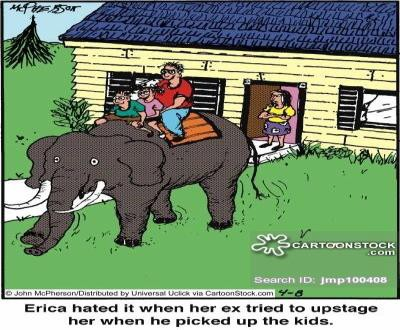 McPHERSON
CARTOONSTOCK
.com
Search ID: jmp100408
© John McPherson/Distributed by Universal Uclick via CartoonStock.com
4-8
Erica hated it when her ex tried to upstage
her when he picked up the kids.